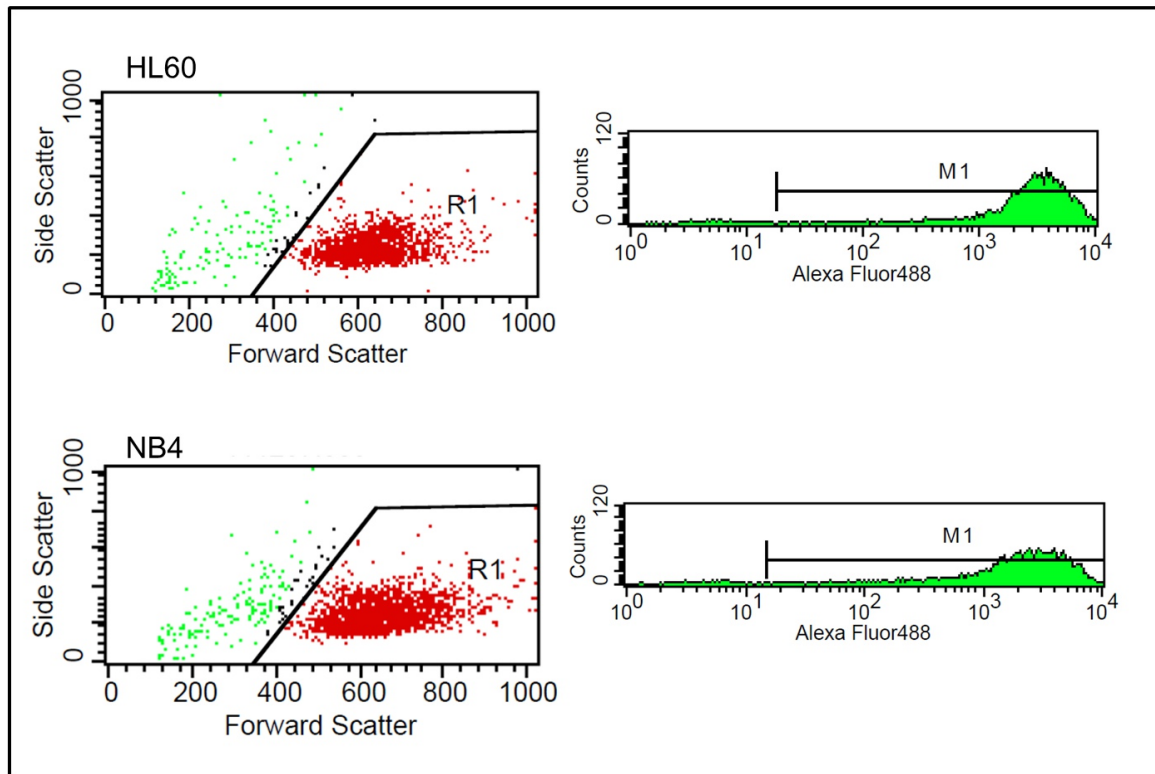 HL60
Side Scatter
1000
0
R1
0 200 400 600 800 1000
Forward Scatter
Counts
120
0
M1
10^0 10^1 10^2 10^3 10^4
Alexa Fluor488
NB4
Side Scatter
1000
0
R1
0 200 400 600 800 1000
Forward Scatter
Counts
120
0
M1
10^0 10^1 10^2 10^3 10^4
Alexa Fluor488